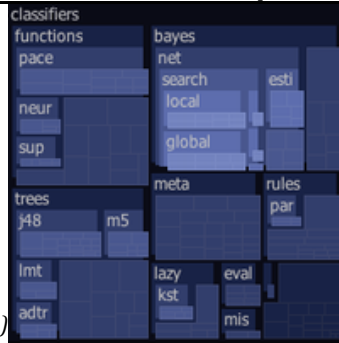 classifiers
functions
pace
neur
sup
bayes
net
search
local
global
esti
trees
j48
m5
lmt
adtr
meta
rules
par
lazy
kst
eval
mis
)